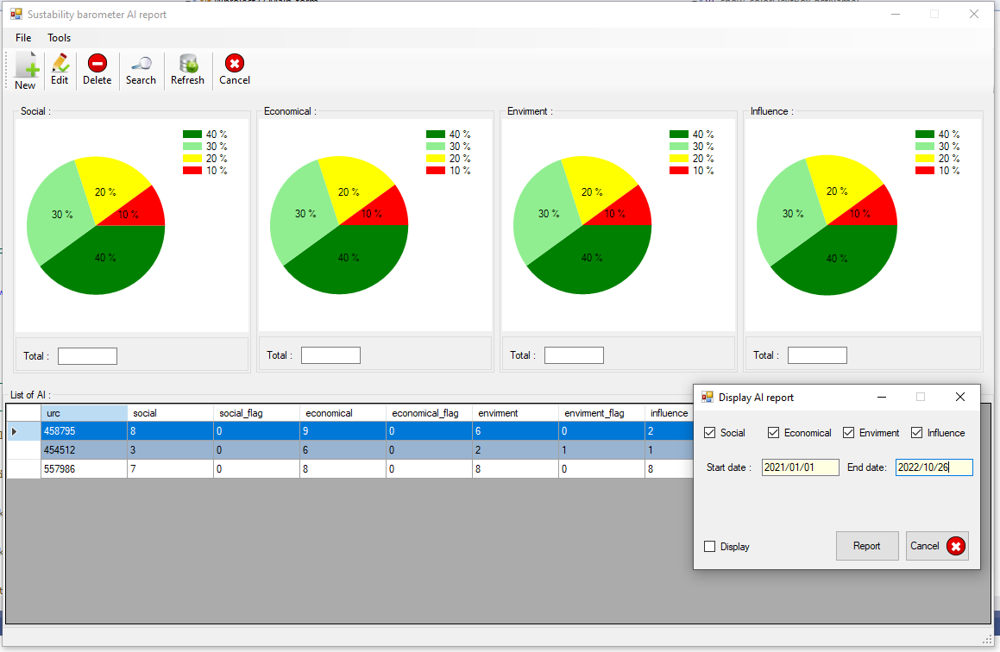 Sustability barometer AI report
File Tools
New Edit Delete Search Refresh Cancel
Social : Economical : Enviment : Influence :
40 % 40 % 40 % 40 %
30 % 30 % 30 % 30 %
20 % 20 % 20 % 20 %
10 % 10 % 10 % 10 %
20 % 20 % 20 % 20 %
30 % 10 % 30 % 10 % 30 % 10 % 30 % 10 %
40 % 40 % 40 % 40 %
Total : Total : Total : Total :
List of AI :
urc social social_flag economical economical_flag enviment enviment_flag influence
458795 8 0 9 0 6 0 2
454512 3 0 6 0 2 1 1
557986 7 0 8 0 8 0 8
Display AI report
Social Economical Enviment Influence
Start date : 2021/01/01 End date: 2022/10/26
Display Report Cancel